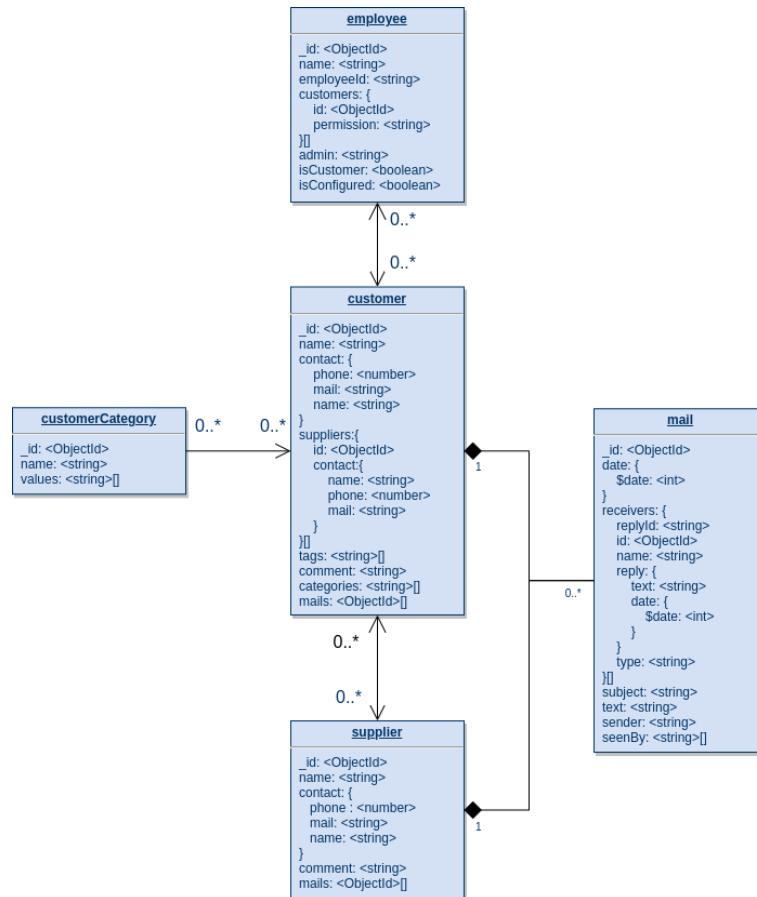 employee
_id: <ObjectId>
name: <string>
employeeId: <string>
customers: {
id: <ObjectId>
permission: <string>
}[]
admin: <string>
isCustomer: <boolean>
isConfigured: <boolean>
0..*
0..*
customer
_id: <ObjectId>
name: <string>
contact: {
phone: <number>
mail: <string>
name: <string>
}
suppliers:{
id: <ObjectId>
contact:{
name: <string>
phone: <number>
mail: <string>
}
}[]
tags: <string>[]
comment: <string>
categories: <string>[]
mails: <ObjectId>[]
customerCategory
_id: <ObjectId>
name: <string>
values: <string>[]
0..*
0..*
1
mail
_id: <ObjectId>
date: {
$date: <int>
}
receivers: {
replyId: <string>
id: <ObjectId>
name: <string>
reply: {
text: <string>
date: {
$date: <int>
}
}
type: <string>
}[]
subject: <string>
text: <string>
sender: <string>
seenBy: <string>[]
0..*
0..*
0..*
supplier
_id: <ObjectId>
name: <string>
contact: {
phone : <number>
mail: <string>
name: <string>
}
comment: <string>
mails: <ObjectId>[]
1